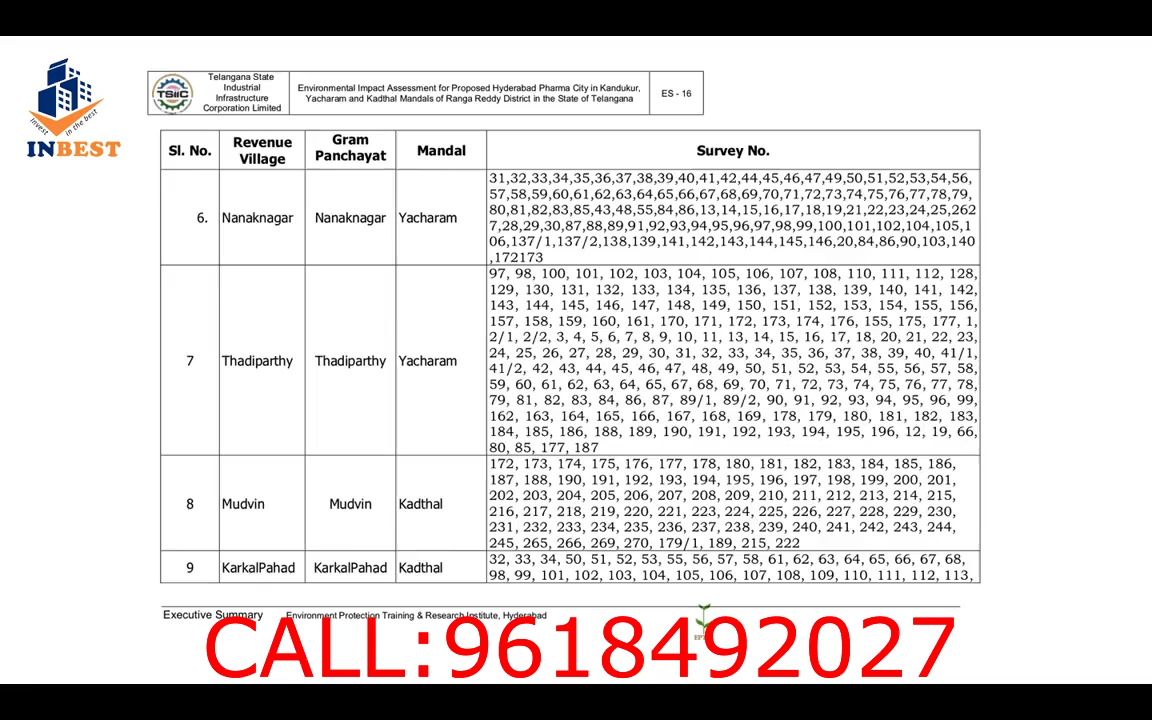 INBEST
Invest in the best
TSIIC
Telangana State
Industrial
Infrastructure
Corporation Limited
Environmental Impact Assessment for Proposed Hyderabad Pharma City in Kandukur,
Yacharam and Kadthal Mandals of Ranga Reddy District in the State of Telangana
ES - 16
Sl. No. Revenue Village Gram Panchayat Mandal Survey No.
6. Nanaknagar Nanaknagar Yacharam
31,32,33,34,35,36,37,38,39,40,41,42,44,45,46,47,49,50,51,52,53,54,56,
57,58,59,60,61,62,63,64,65,66,67,68,69,70,71,72,73,74,75,76,77,78,79,
80,81,82,83,85,43,48,55,84,86,13,14,15,16,17,18,19,21,22,23,24,25,262
7,28,29,30,87,88,89,91,92,93,94,95,96,97,98,99,100,101,102,104,105,1
06,137/1,137/2,138,139,141,142,143,144,145,146,20,84,86,90,103,140
,172173
7 Thadiparthy Thadiparthy Yacharam
97, 98, 100, 101, 102, 103, 104, 105, 106, 107, 108, 110, 111, 112, 128,
129, 130, 131, 132, 133, 134, 135, 136, 137, 138, 139, 140, 141, 142,
143, 144, 145, 146, 147, 148, 149, 150, 151, 152, 153, 154, 155, 156,
157, 158, 159, 160, 161, 170, 171, 172, 173, 174, 176, 155, 175, 177, 1,
2/1, 2/2, 3, 4, 5, 6, 7, 8, 9, 10, 11, 13, 14, 15, 16, 17, 18, 20, 21, 22, 23,
24, 25, 26, 27, 28, 29, 30, 31, 32, 33, 34, 35, 36, 37, 38, 39, 40, 41/1,
41/2, 42, 43, 44, 45, 46, 47, 48, 49, 50, 51, 52, 53, 54, 55, 56, 57, 58,
59, 60, 61, 62, 63, 64, 65, 67, 68, 69, 70, 71, 72, 73, 74, 75, 76, 77, 78,
79, 81, 82, 83, 84, 86, 87, 89/1, 89/2, 90, 91, 92, 93, 94, 95, 96, 99,
162, 163, 164, 165, 166, 167, 168, 169, 178, 179, 180, 181, 182, 183,
184, 185, 186, 188, 189, 190, 191, 192, 193, 194, 195, 196, 12, 19, 66,
80, 85, 177, 187
8 Mudvin Mudvin Kadthal
172, 173, 174, 175, 176, 177, 178, 180, 181, 182, 183, 184, 185, 186,
187, 188, 190, 191, 192, 193, 194, 195, 196, 197, 198, 199, 200, 201,
202, 203, 204, 205, 206, 207, 208, 209, 210, 211, 212, 213, 214, 215,
216, 217, 218, 219, 220, 221, 223, 224, 225, 226, 227, 228, 229, 230,
231, 232, 233, 234, 235, 236, 237, 238, 239, 240, 241, 242, 243, 244,
245, 265, 266, 269, 270, 179/1, 189, 215, 222
9 KarkalPahad KarkalPahad Kadthal
32, 33, 34, 50, 51, 52, 53, 55, 56, 57, 58, 61, 62, 63, 64, 65, 66, 67, 68,
98, 99, 101, 102, 103, 104, 105, 106, 107, 108, 109, 110, 111, 112, 113,
Executive Summary Environment Protection Training & Research Institute, Hyderabad
CALL:9618492027